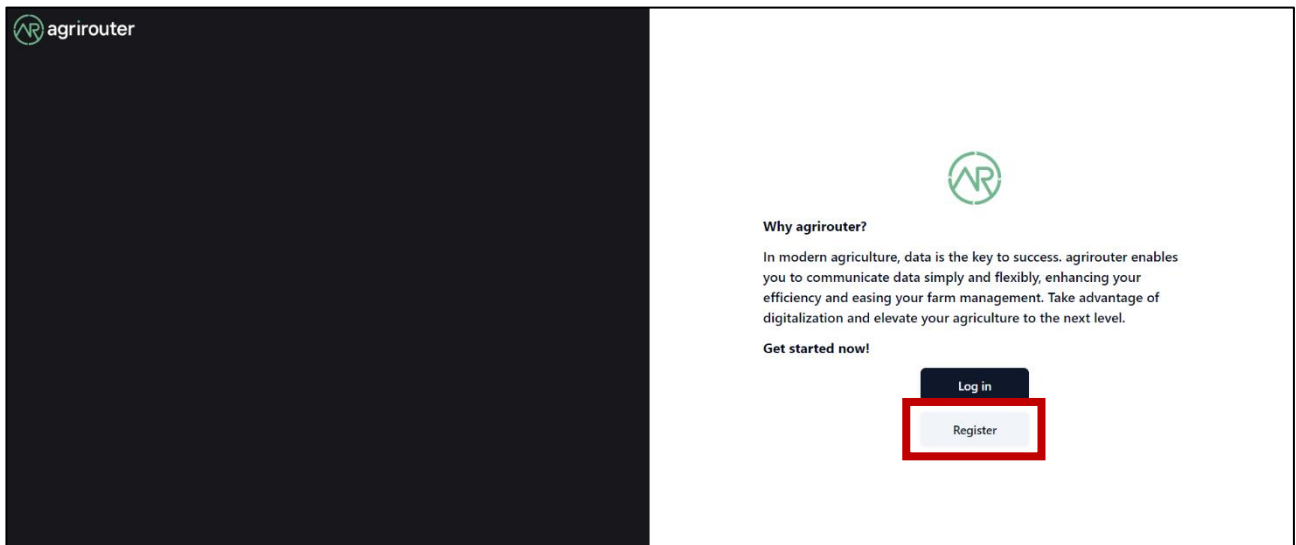 agrirouter
AR
Why agrirouter?
In modern agriculture, data is the key to success. agrirouter enables
you to communicate data simply and flexibly, enhancing your
efficiency and easing your farm management. Take advantage of
digitalization and elevate your agriculture to the next level.
Get started now!
Log in
Register